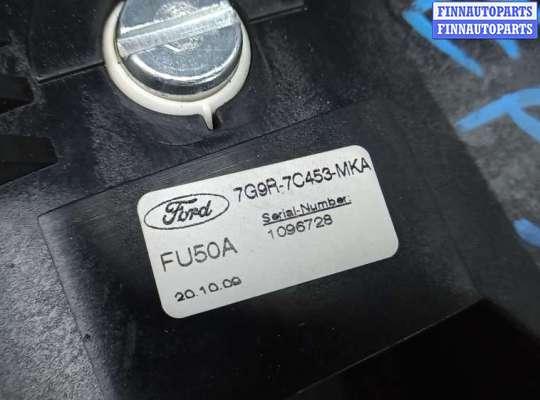 FINNAUTOPARTS
FINNAUTOPARTS
Ford
7G9R-7C453-MKA
Serial-Number:
1096728
FU50A
20.10.09